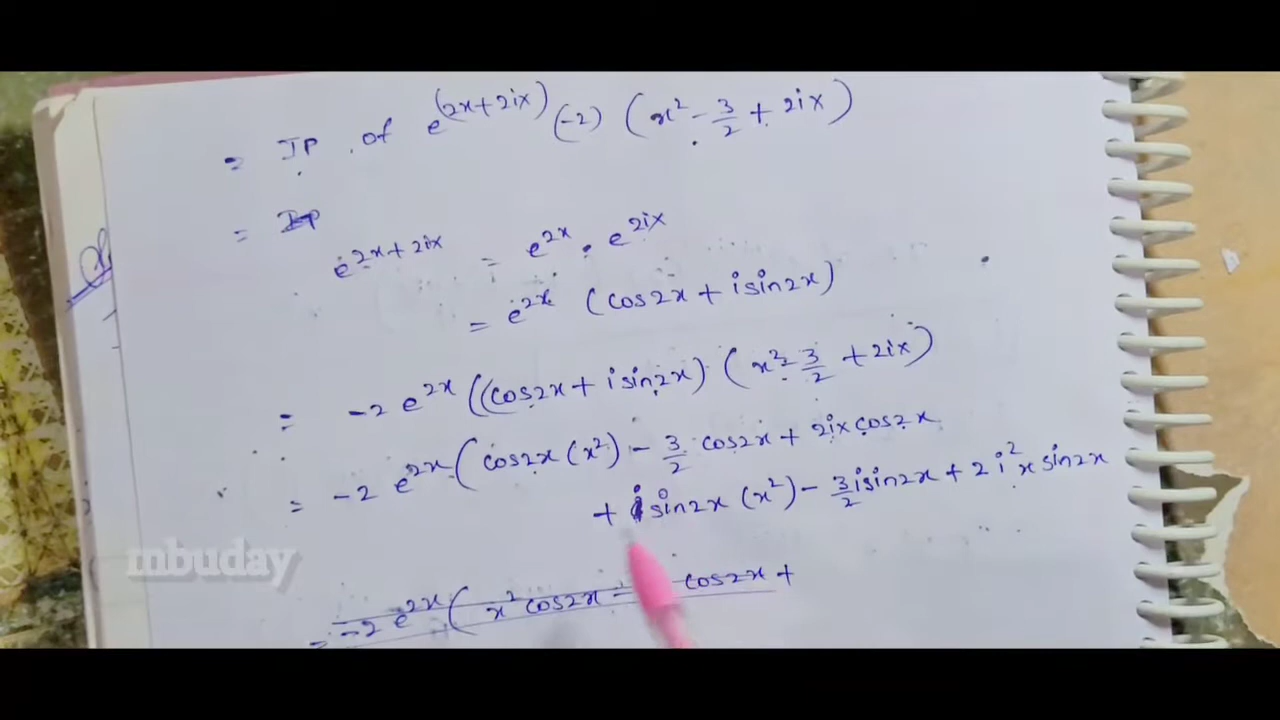 = IP of e^(2x+2ix) (-2) (x² - 3/2 + 2ix)
= IP
e^2x+2ix = e^2x . e^2ix
= e^2x (cos2x + isin2x)
= -2 e^2x ((cos2x + isin2x) (x² - 3/2 + 2ix)
= -2 e^2x (cos2x (x²) - 3/2 cos2x + 2ix cos2x
+ i sin2x (x²) - 3/2 isin2x + 2i² x sin2x
mbuday
= -2 e^2x ( x² cos2x - cos2x +